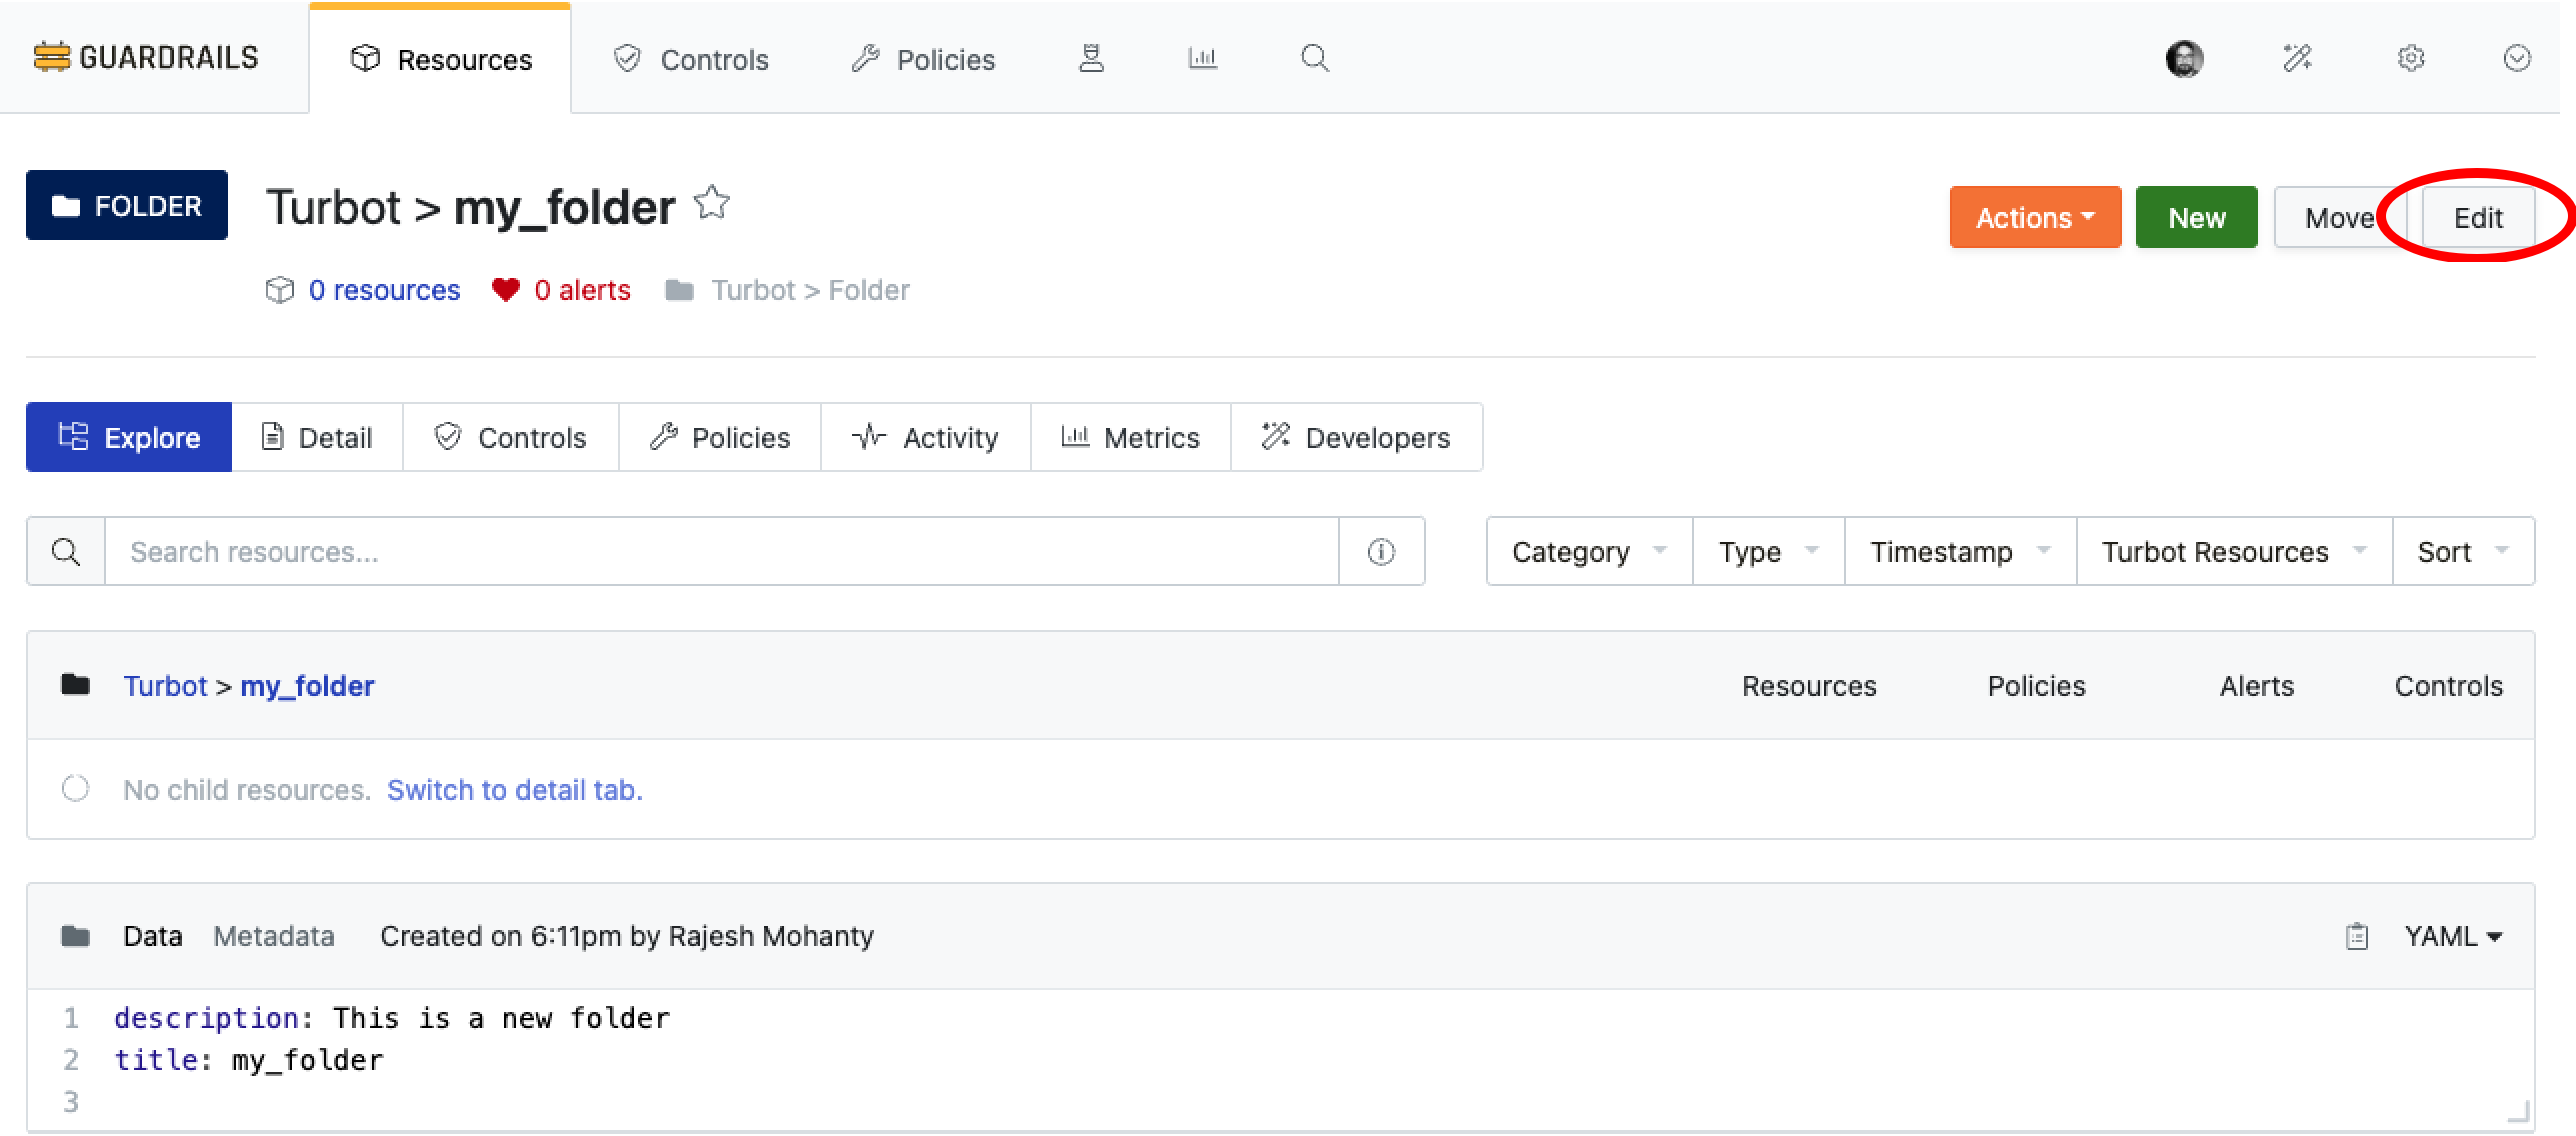 GUARDRAILS Resources Controls Policies
FOLDER Turbot > my_folder Actions New Move Edit
0 resources 0 alerts Turbot > Folder
Explore Detail Controls Policies Activity Metrics Developers
Search resources... Category Type Timestamp Turbot Resources Sort
Turbot > my_folder Resources Policies Alerts Controls
No child resources. Switch to detail tab.
Data Metadata Created on 6:11pm by Rajesh Mohanty YAML
1 description: This is a new folder
2 title: my_folder
3